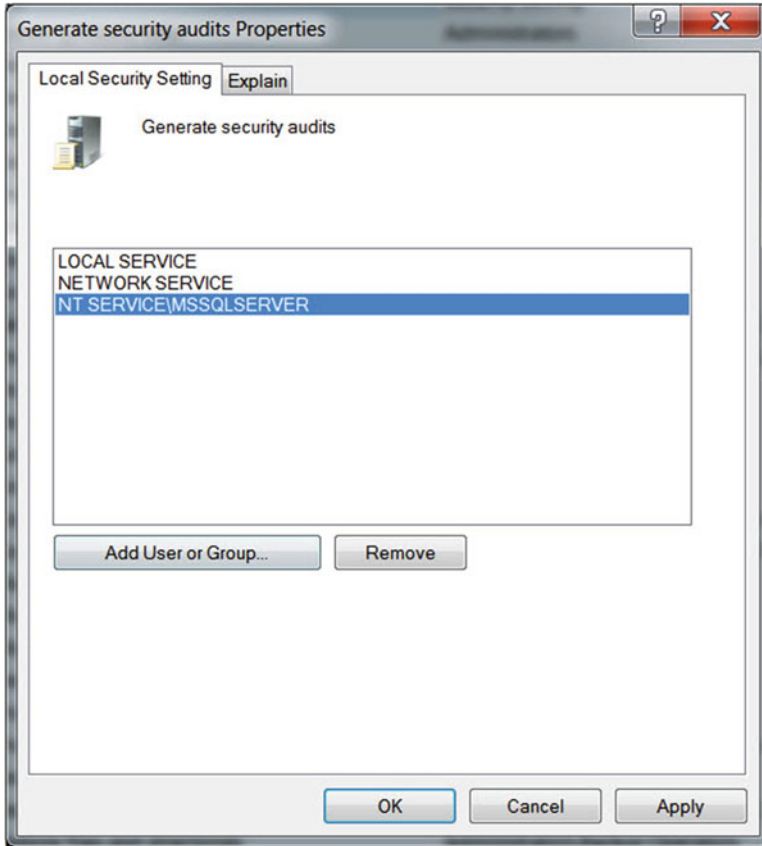 Generate security audits Properties
Local Security Setting
Explain
Generate security audits
LOCAL SERVICE
NETWORK SERVICE
NT SERVICE\MSSQLSERVER
Add User or Group...
Remove
OK
Cancel
Apply